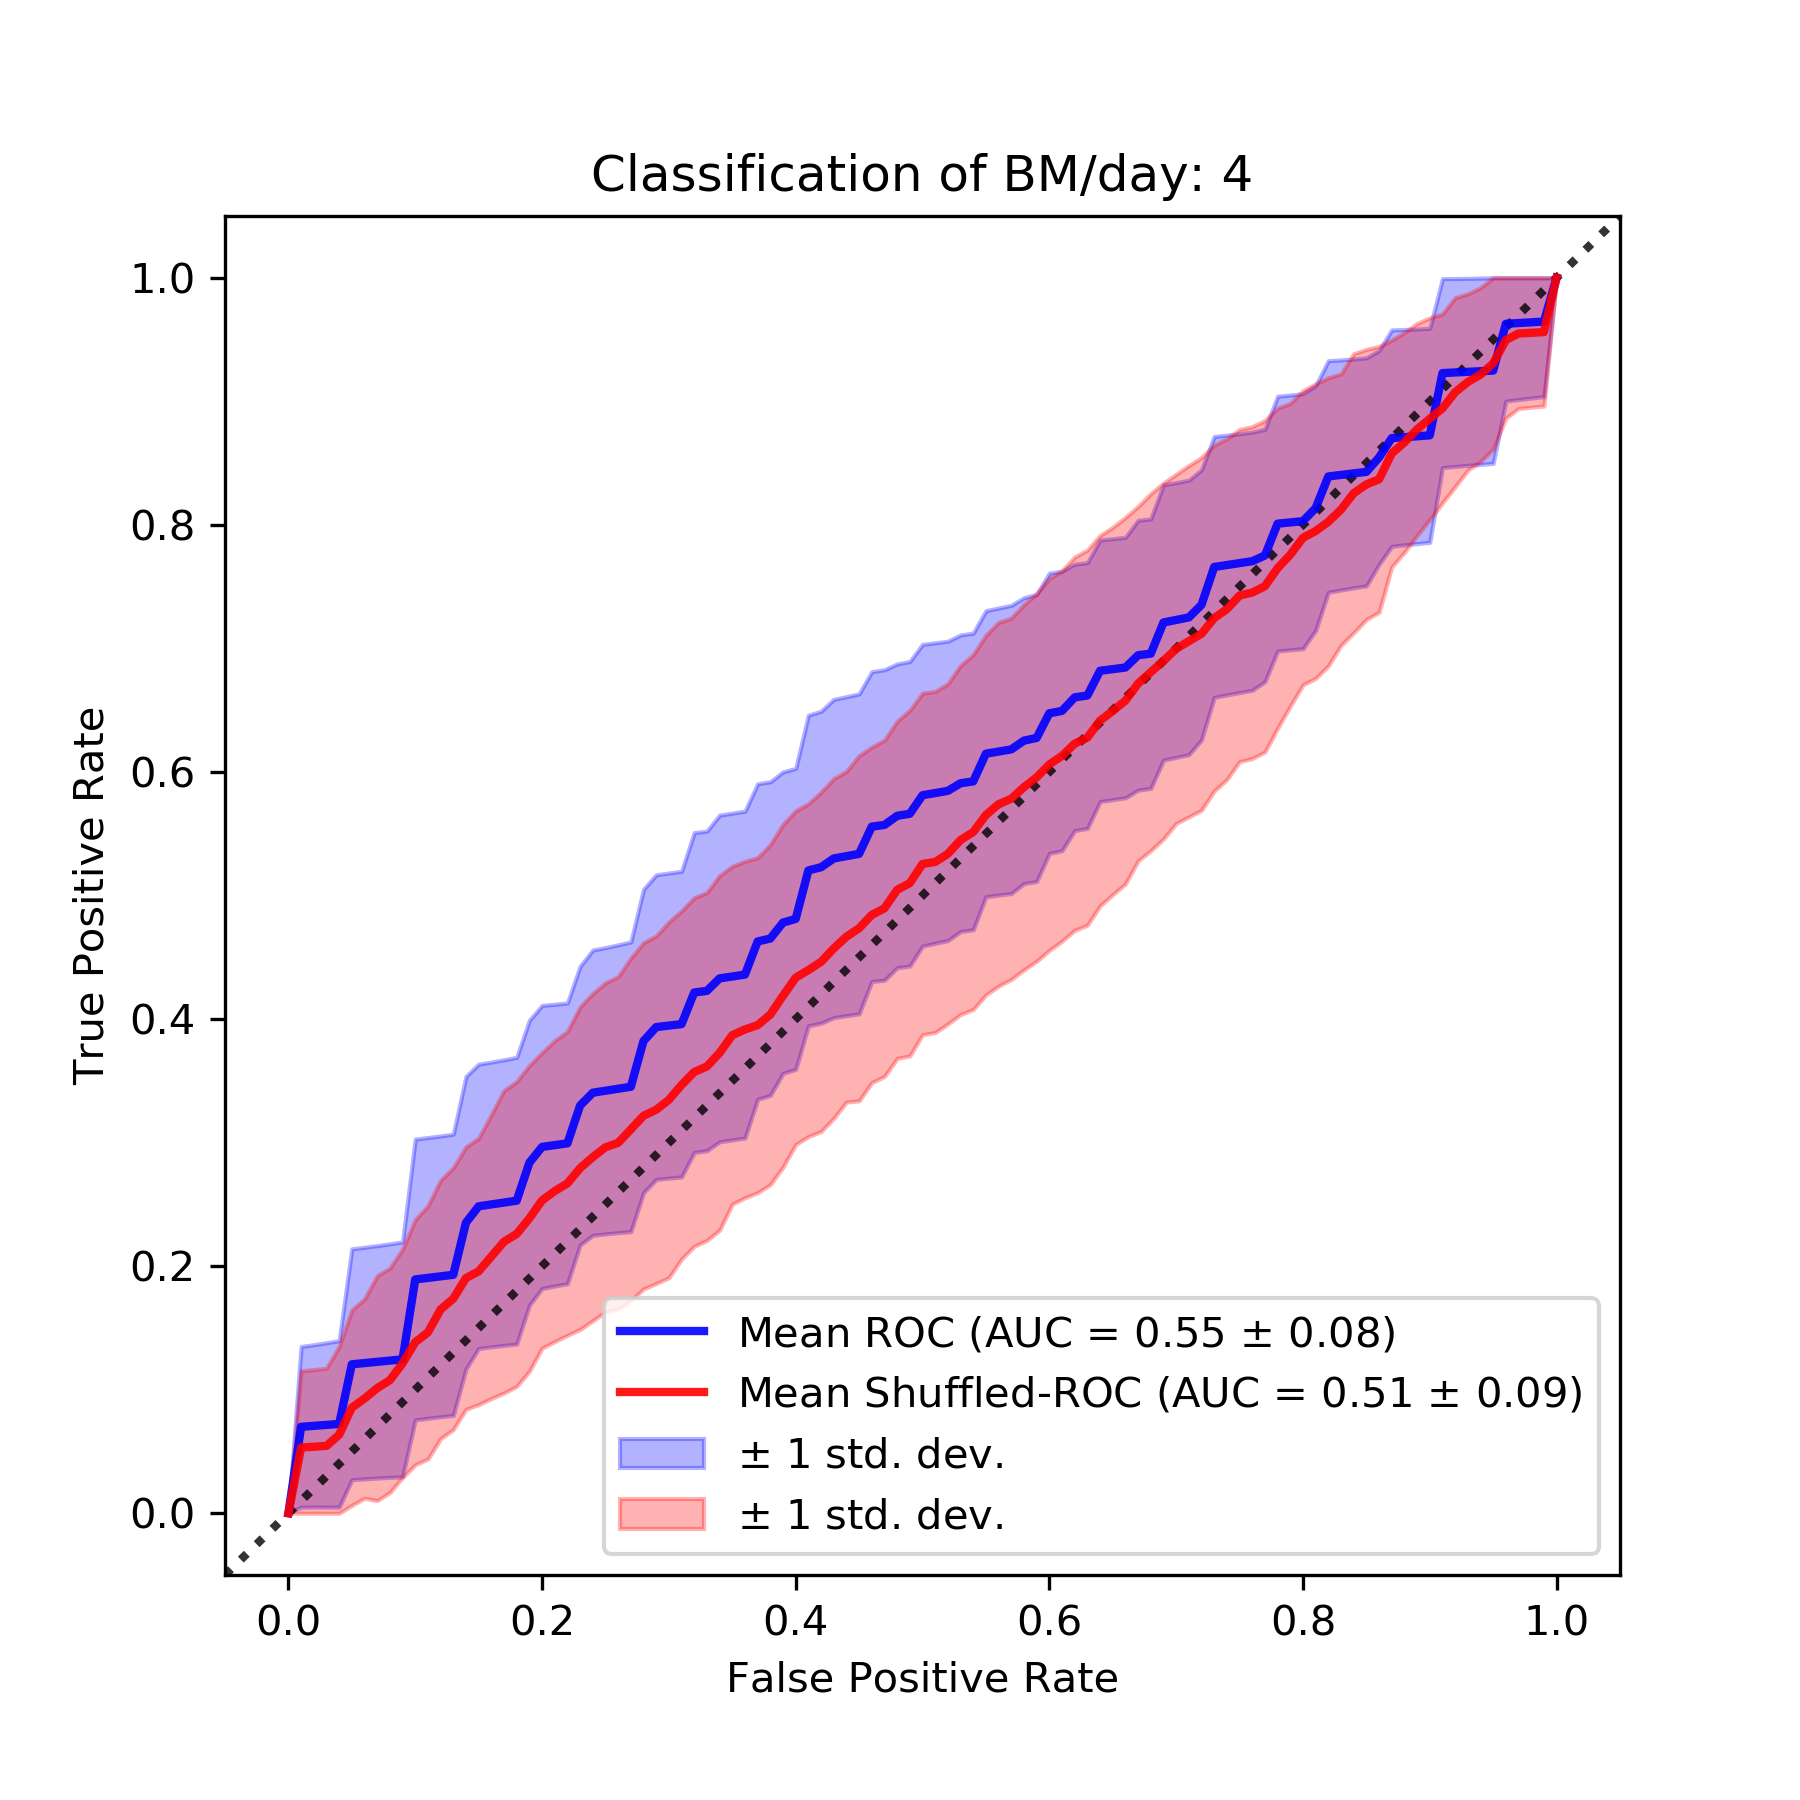 Classification of BM/day: 4
True Positive Rate
1.0
0.8
0.6
0.4
0.2
0.0
Mean ROC (AUC = 0.55 ± 0.08)
Mean Shuffled-ROC (AUC = 0.51 ± 0.09)
± 1 std. dev.
± 1 std. dev.
0.0 0.2 0.4 0.6 0.8 1.0
False Positive Rate